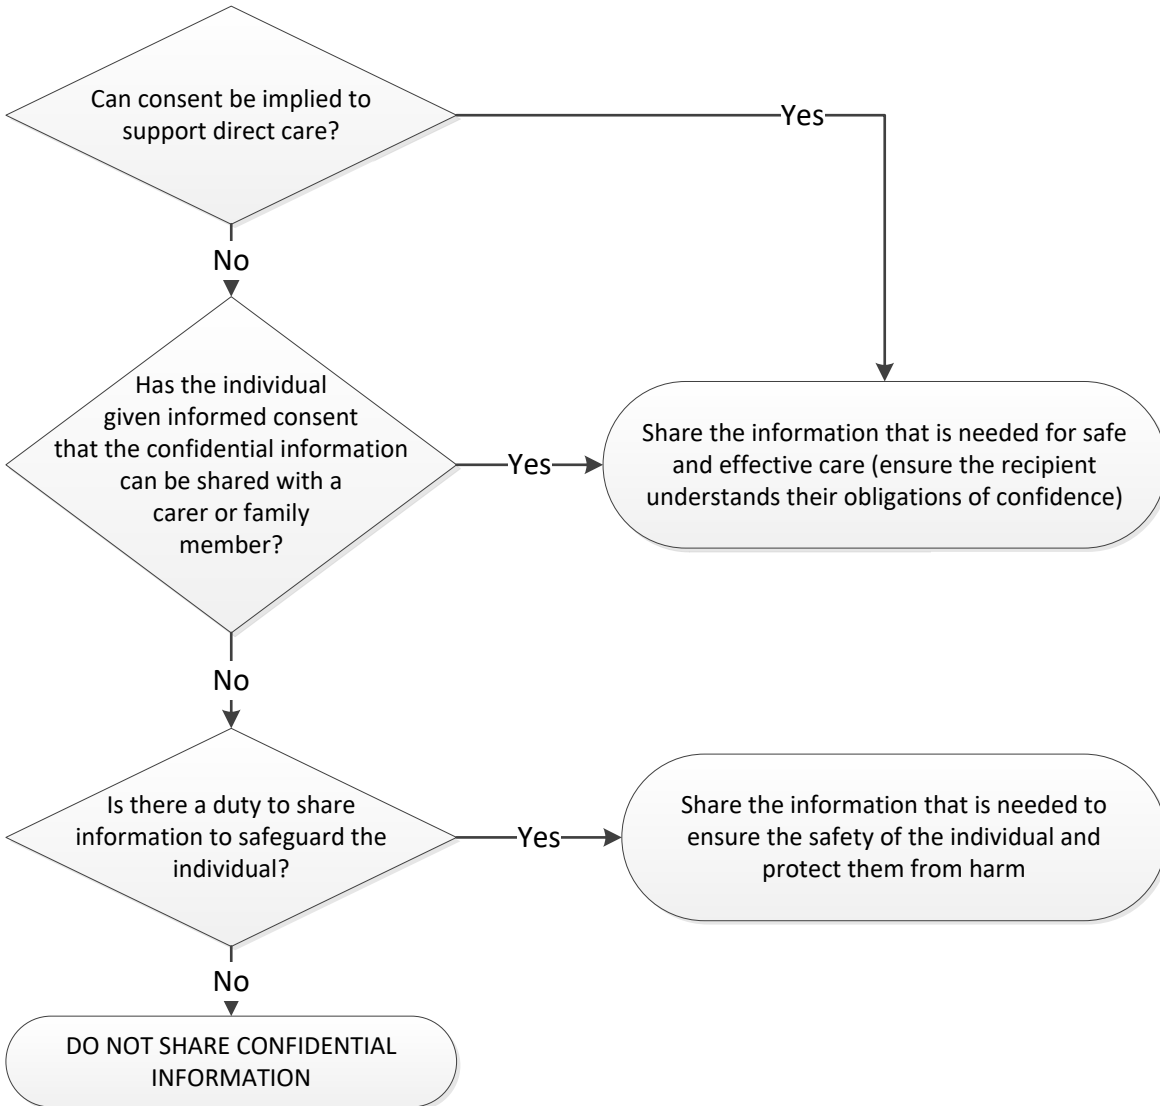 Can consent be implied to
support direct care?
Yes
No
Has the individual
given informed consent
that the confidential information
can be shared with a
carer or family
member?
Yes
Share the information that is needed for safe
and effective care (ensure the recipient
understands their obligations of confidence)
No
Is there a duty to share
information to safeguard the
individual?
Yes
Share the information that is needed to
ensure the safety of the individual and
protect them from harm
No
DO NOT SHARE CONFIDENTIAL
INFORMATION